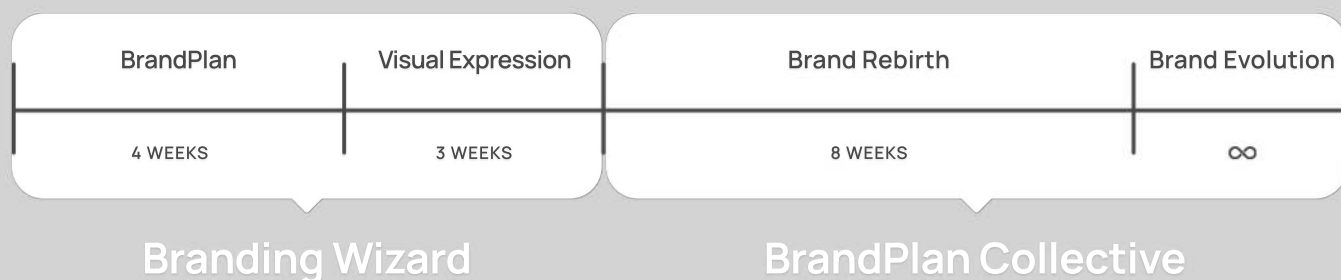 BrandPlan
Visual Expression
Brand Rebirth
Brand Evolution
4 WEEKS
3 WEEKS
8 WEEKS
∞
Branding Wizard
BrandPlan Collective